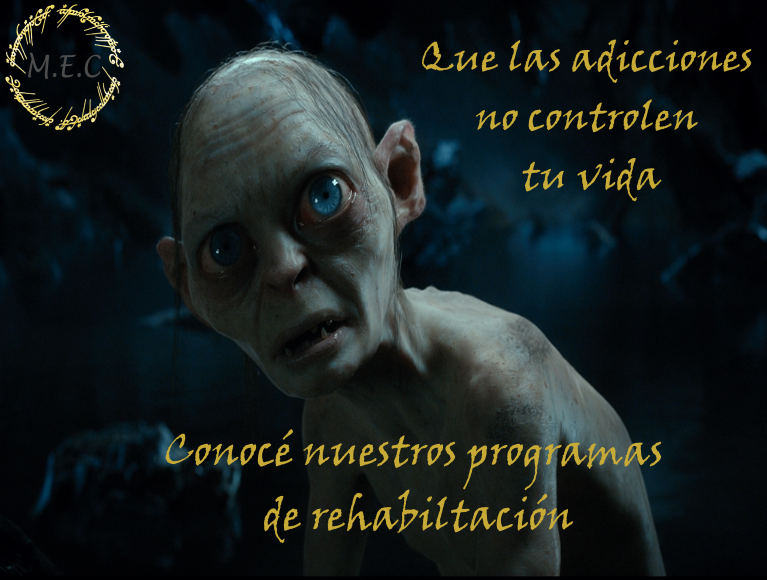 M.E.C
Que las adicciones
no controlen
tu vida
Conocé nuestros programas
de rehabiltación